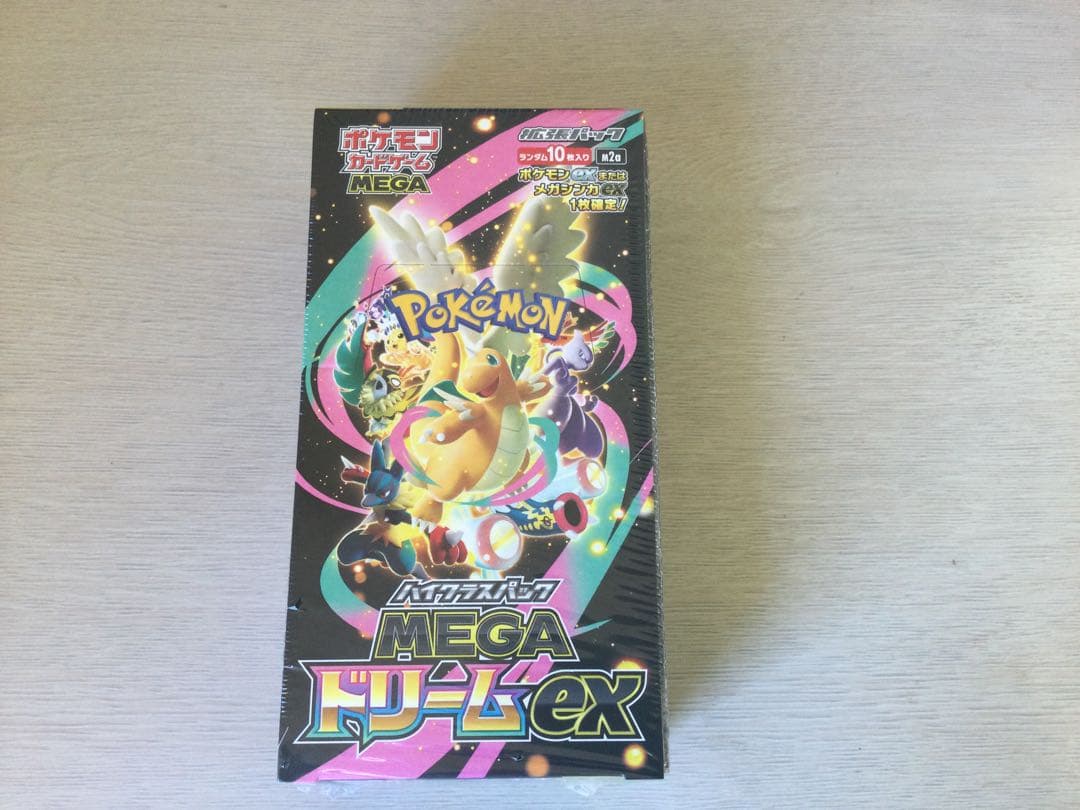 ポケモン
カードゲーム
MEGA
拡張パック
ランダム10枚入り
M2a
ポケモンexまたは
メガシンカex
1枚確定!
POKéMON
ハイクラスパック
MEGA
ドリームex